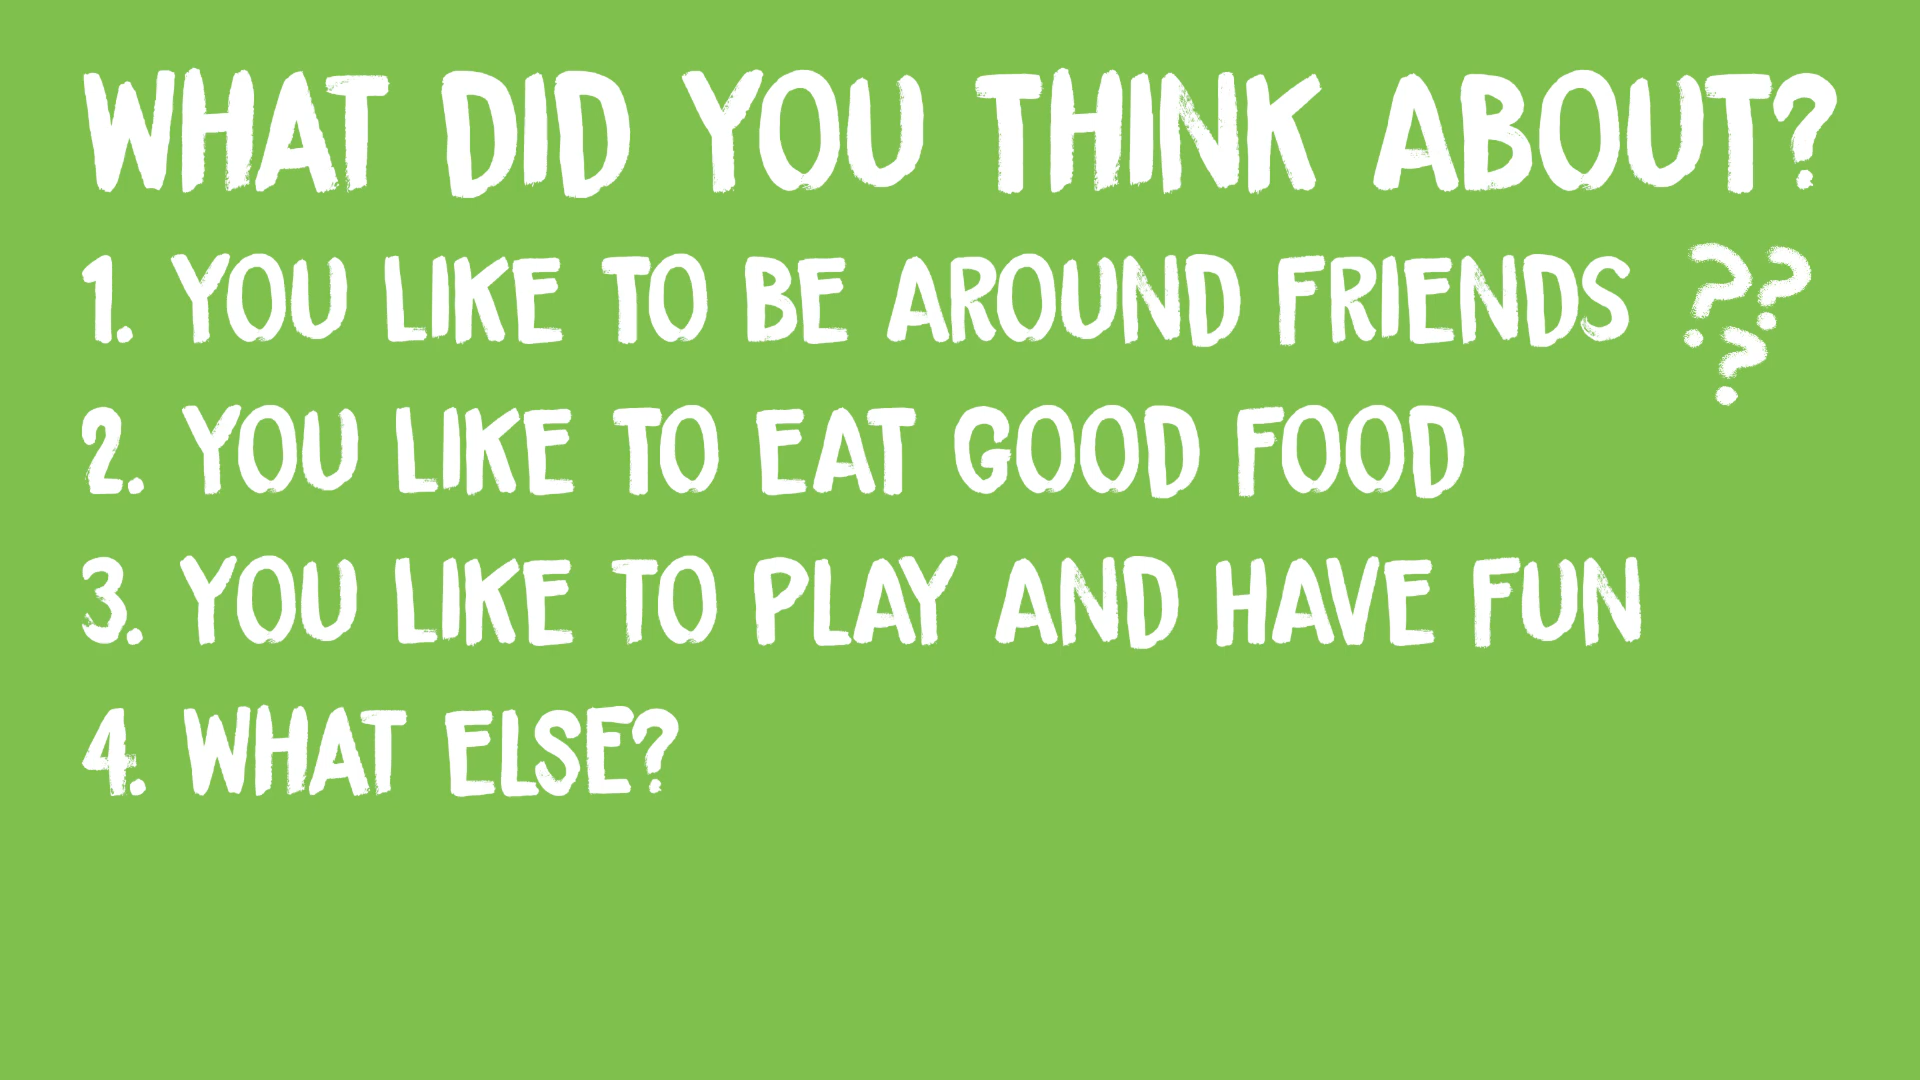 WHAT DID YOU THINK ABOUT?
1. YOU LIKE TO BE AROUND FRIENDS ???
2. YOU LIKE TO EAT GOOD FOOD
3. YOU LIKE TO PLAY AND HAVE FUN
4. WHAT ELSE?